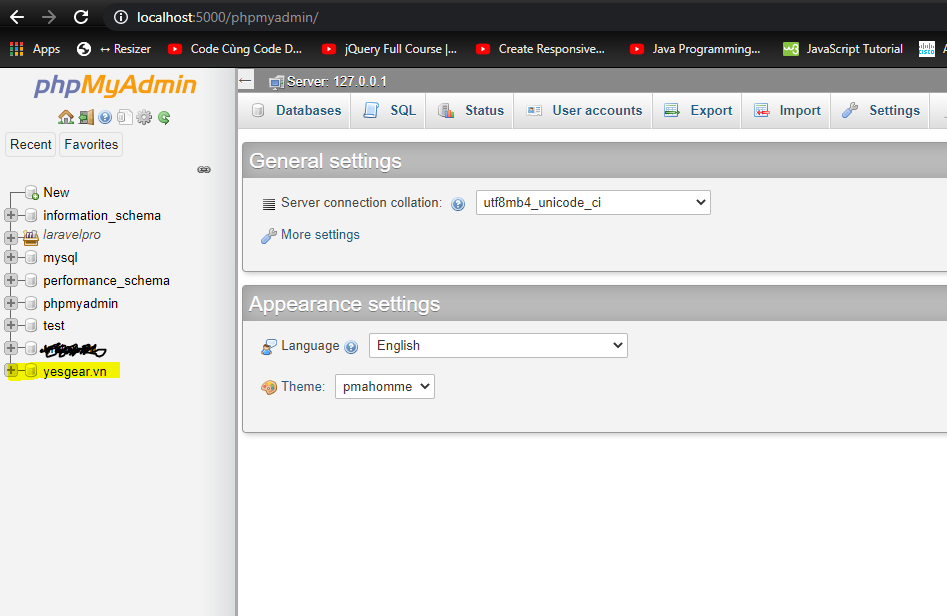 localhost:5000/phpmyadmin/
Apps ↔ Resizer Code Cùng Code D... jQuery Full Course |... Create Responsive... Java Programming... JavaScript Tutorial
phpMyAdmin
Recent Favorites
New
information_schema
laravelpro
mysql
performance_schema
phpmyadmin
test
yesgear.vn
Server: 127.0.0.1
Databases SQL Status User accounts Export Import Settings
General settings
Server connection collation: utf8mb4_unicode_ci
More settings
Appearance settings
Language English
Theme: pmahomme